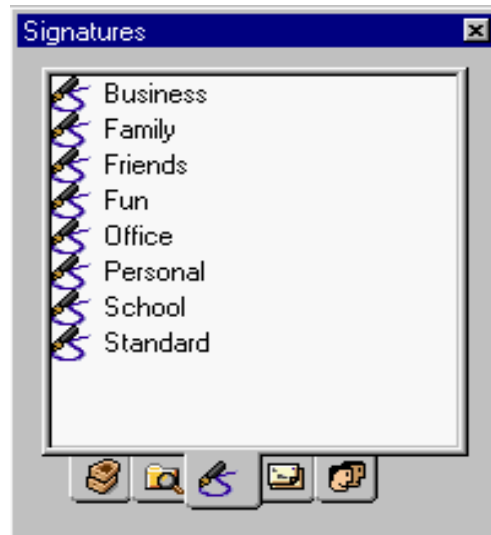 Signatures
Business
Family
Friends
Fun
Office
Personal
School
Standard